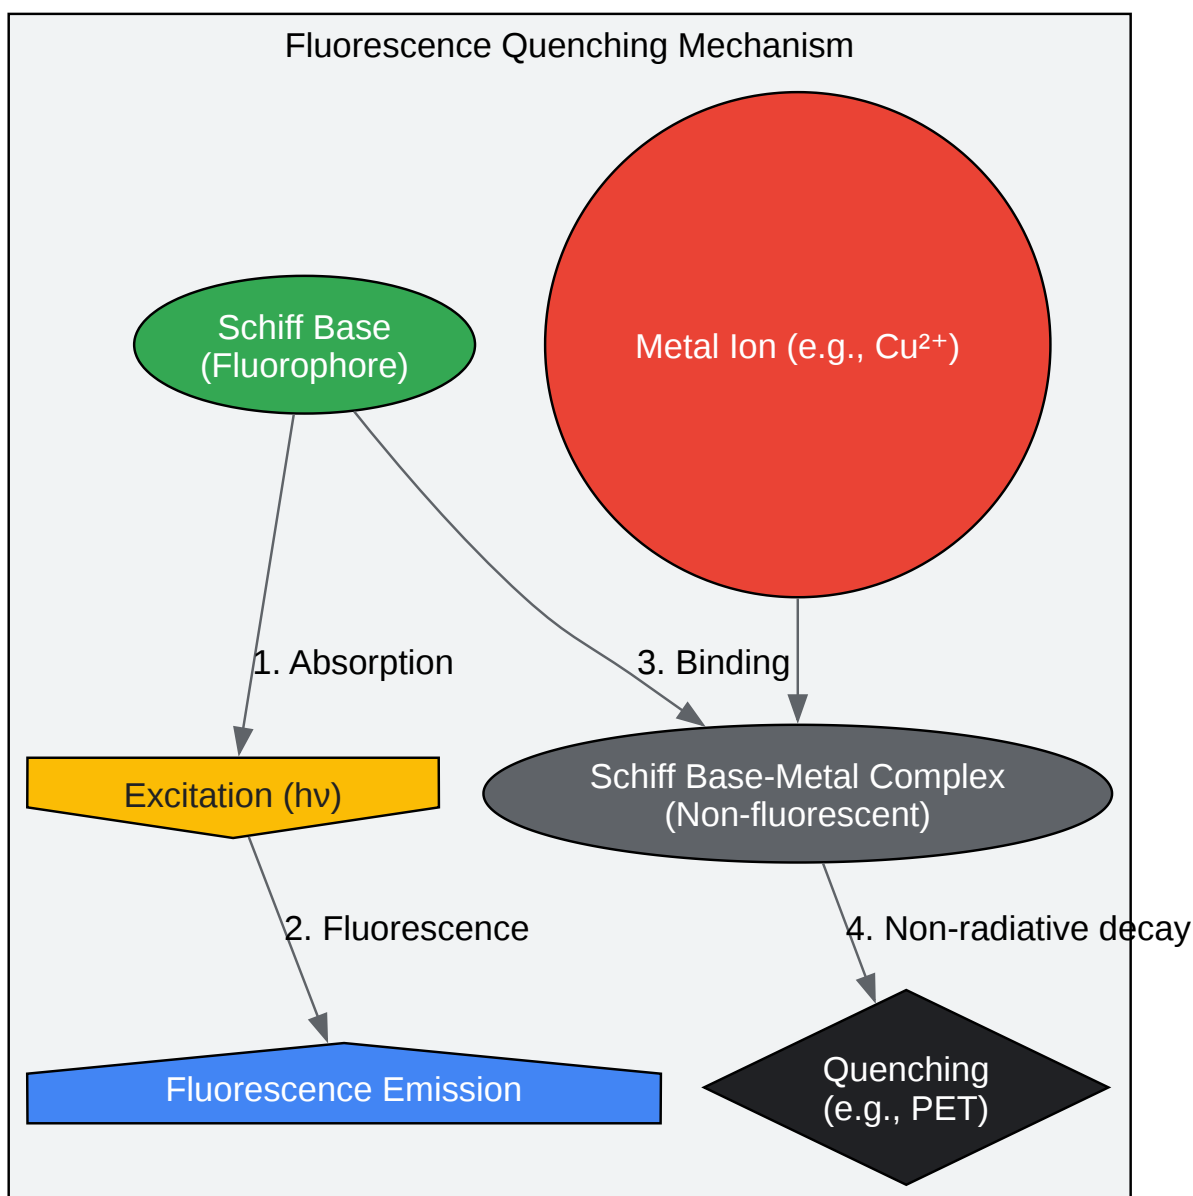 Fluorescence Quenching Mechanism
Schiff Base
(Fluorophore)
Metal Ion (e.g., Cu²⁺)
1. Absorption
3. Binding
Excitation (hν)
Schiff Base-Metal Complex
(Non-fluorescent)
2. Fluorescence
4. Non-radiative decay
Fluorescence Emission
Quenching
(e.g., PET)